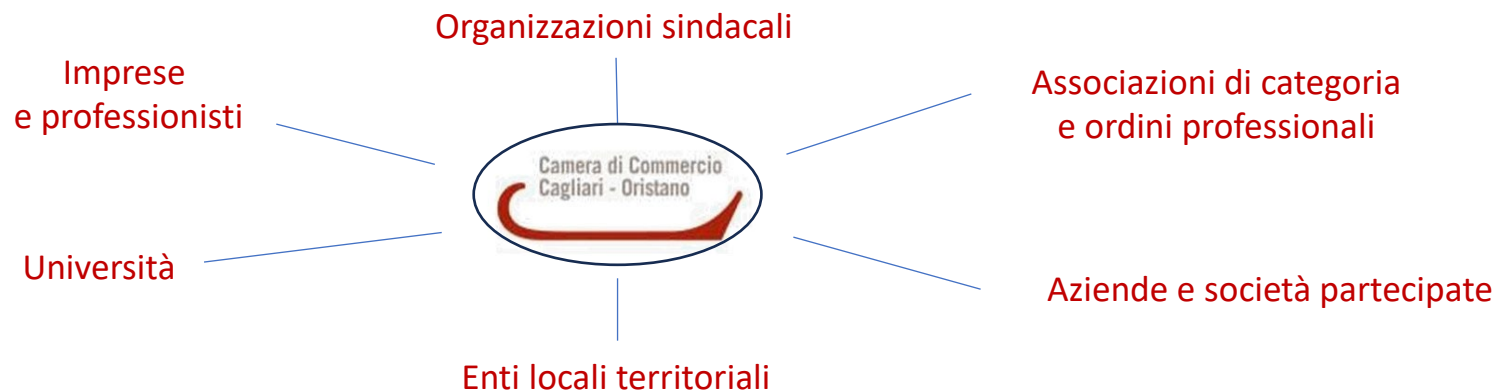 Organizzazioni sindacali
Imprese
e professionisti
Associazioni di categoria
e ordini professionali
Camera di Commercio
Cagliari - Oristano
Università
Aziende e società partecipate
Enti locali territoriali